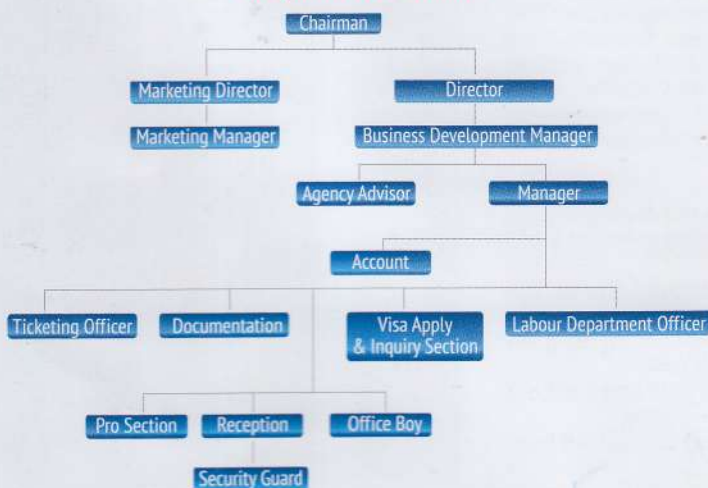 Chairman
Marketing Director
Director
Marketing Manager
Business Development Manager
Agency Advisor
Manager
Account
Ticketing Officer
Documentation
Visa Apply
& Inquiry Section
Labour Department Officer
Pro Section
Reception
Office Boy
Security Guard